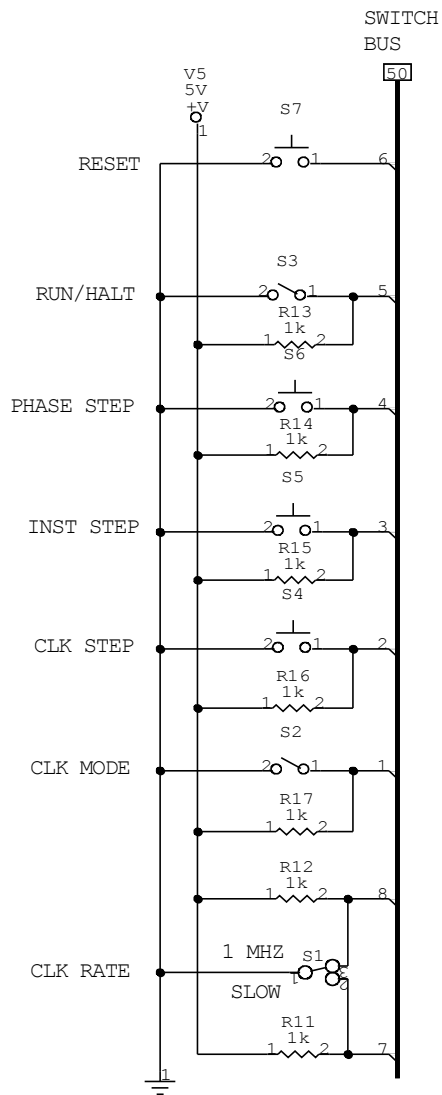 SWITCH
BUS
50
V5
5V
+V
1
S7
RESET
2 1 6
S3
RUN/HALT
2 1 5
R13
1k
1 2
S6
PHASE STEP
2 1 4
R14
1k
1 2
S5
INST STEP
2 1 3
R15
1k
1 2
S4
CLK STEP
2 1 2
R16
1k
1 2
S2
CLK MODE
2 1 1
R17
1k
1 2
R12
1k
1 2 8
1 MHZ
S1
CLK RATE
1
3
2
SLOW
R11
1k
1 2 7
1